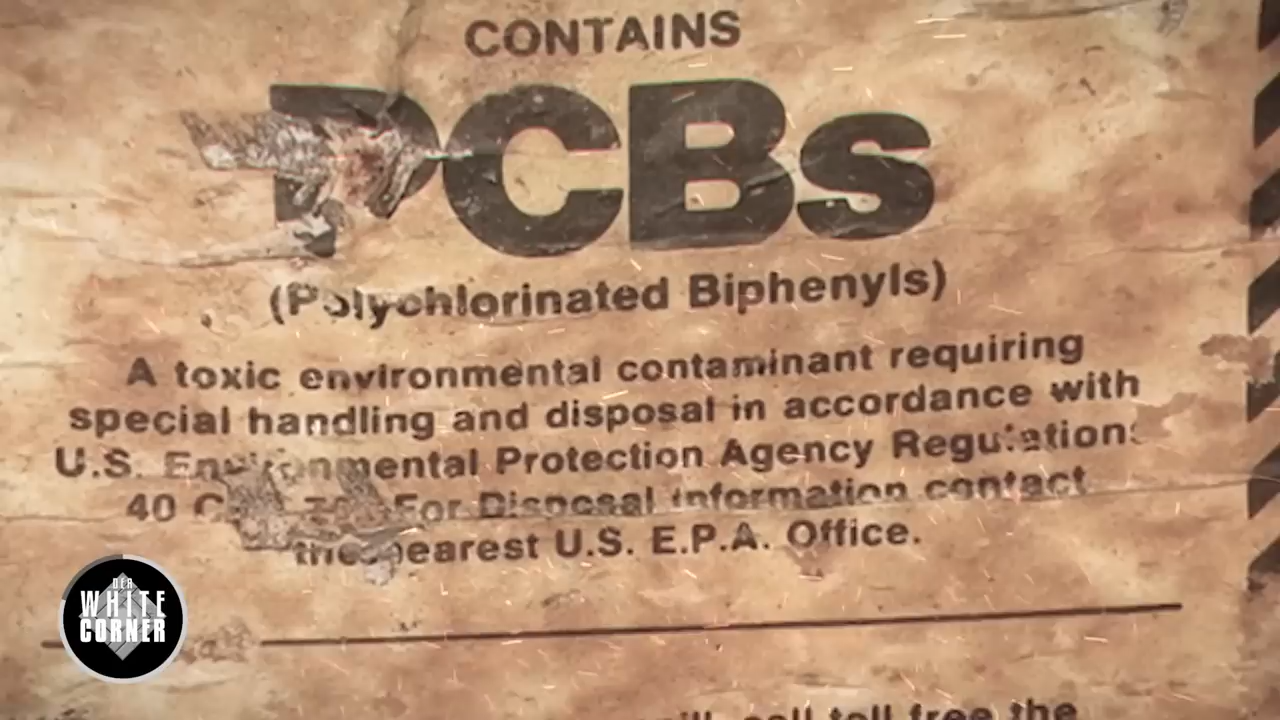 CONTAINS
PCBs
(Polychlorinated Biphenyls)
A toxic environmental contaminant requiring
special handling and disposal in accordance with
U.S. Environmental Protection Agency Regulations
40 For Disposal Information contact
the nearest U.S. E.P.A. Office.
call toll free the
DER
WHITE
CORNER